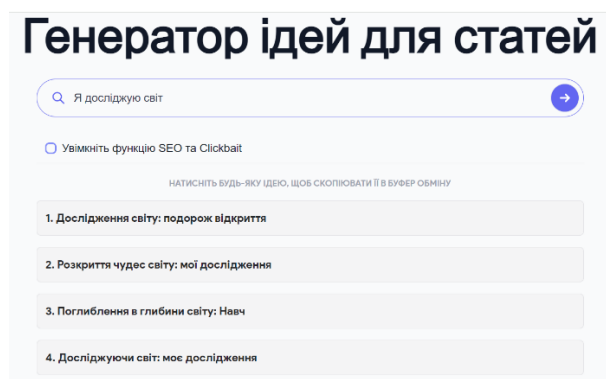 Генератор ідей для статей
Я досліджую світ
Увімкніть функцію SEO та Clickbait
НАТИСНІТЬ БУДЬ-ЯКУ ІДЕЮ, ЩОБ СКОПІЮВАТИ ЇЇ В БУФЕР ОБМІНУ
1. Дослідження світу: подорож відкриття
2. Розкриття чудес світу: мої дослідження
3. Поглиблення в глибини світу: Навч
4. Досліджуючи світ: моє дослідження